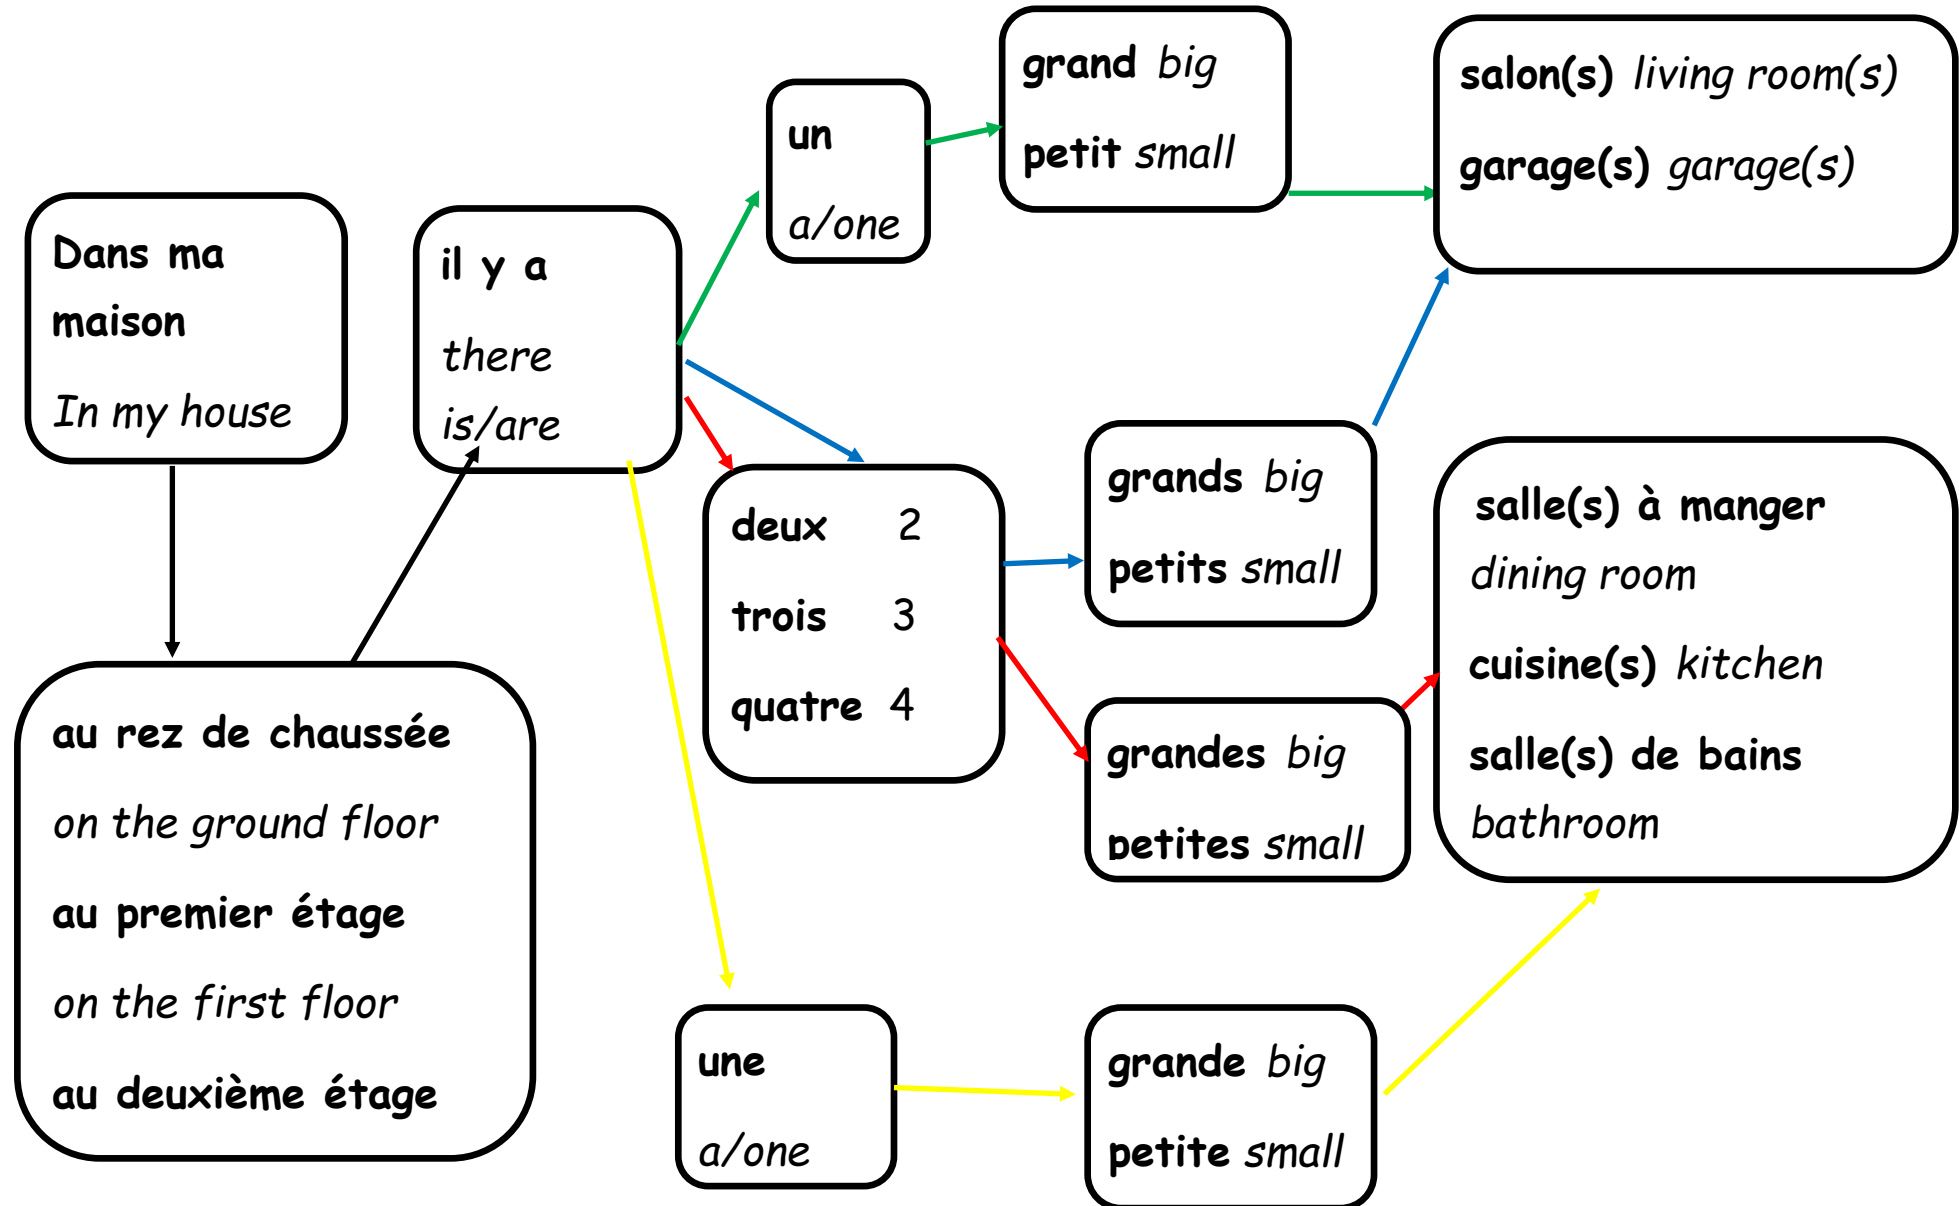 Dans ma
maison
In my house
au rez de chaussée
on the ground floor
au premier étage
on the first floor
au deuxième étage
il y a
there
is/are
un
a/one
grand big
petit small
salon(s) living room(s)
garage(s) garage(s)
deux 2
trois 3
quatre 4
grands big
petits small
grandes big
petites small
salle(s) à manger
dining room
cuisine(s) kitchen
salle(s) de bains
bathroom
une
a/one
grande big
petite small